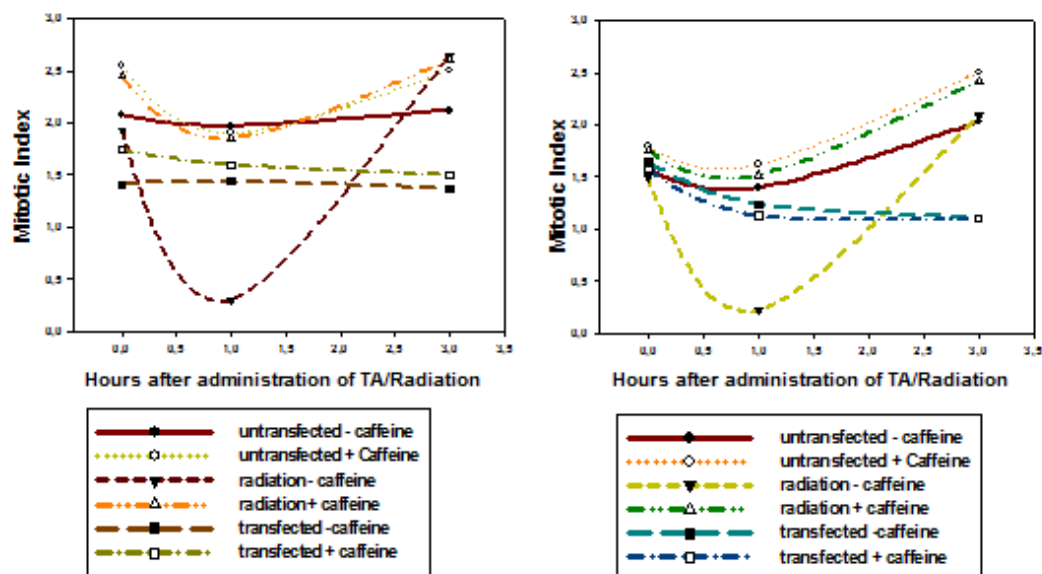 3,0
2,5
2,0
1,5
1,0
0,5
0,0
Mitotic Index
0,0 0,5 1,0 1,5 2,0 2,5 3,0 3,5
Hours after administration of TA/Radiation
untransfected - caffeine
untransfected + Caffeine
radiation - caffeine
radiation + caffeine
transfected -caffeine
transfected + caffeine
3,0
2,5
2,0
1,5
1,0
0,5
0,0
Mitotic Index
0,0 0,5 1,0 1,5 2,0 2,5 3,0 3,5
Hours after administration of TA/Radiation
untransfected - caffeine
untransfected + Caffeine
radiation - caffeine
radiation + caffeine
transfected -caffeine
transfected + caffeine